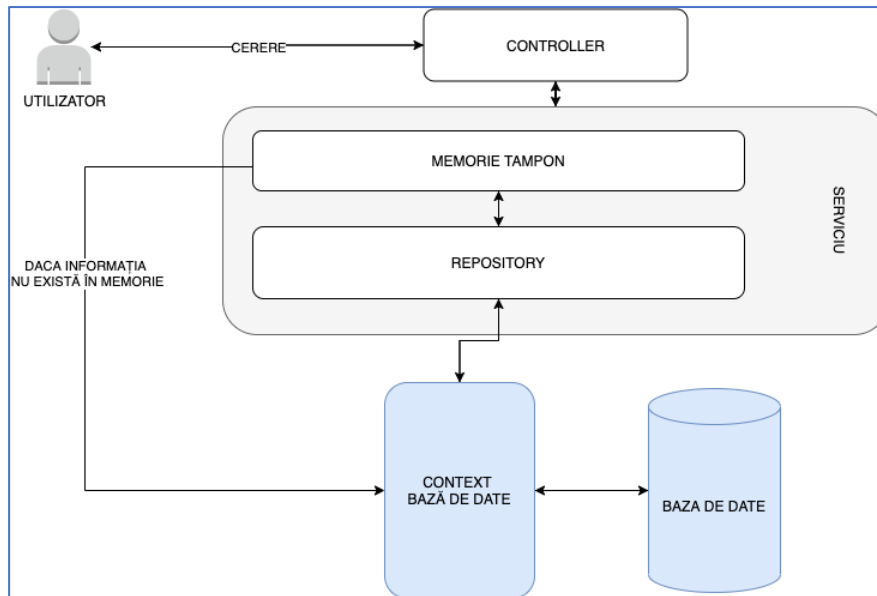 UTILIZATOR
CERERE
CONTROLLER
MEMORIE TAMPON
REPOSITORY
SERVICIU
DACA INFORMAȚIA
NU EXISTĂ ÎN MEMORIE
CONTEXT
BAZĂ DE DATE
BAZA DE DATE